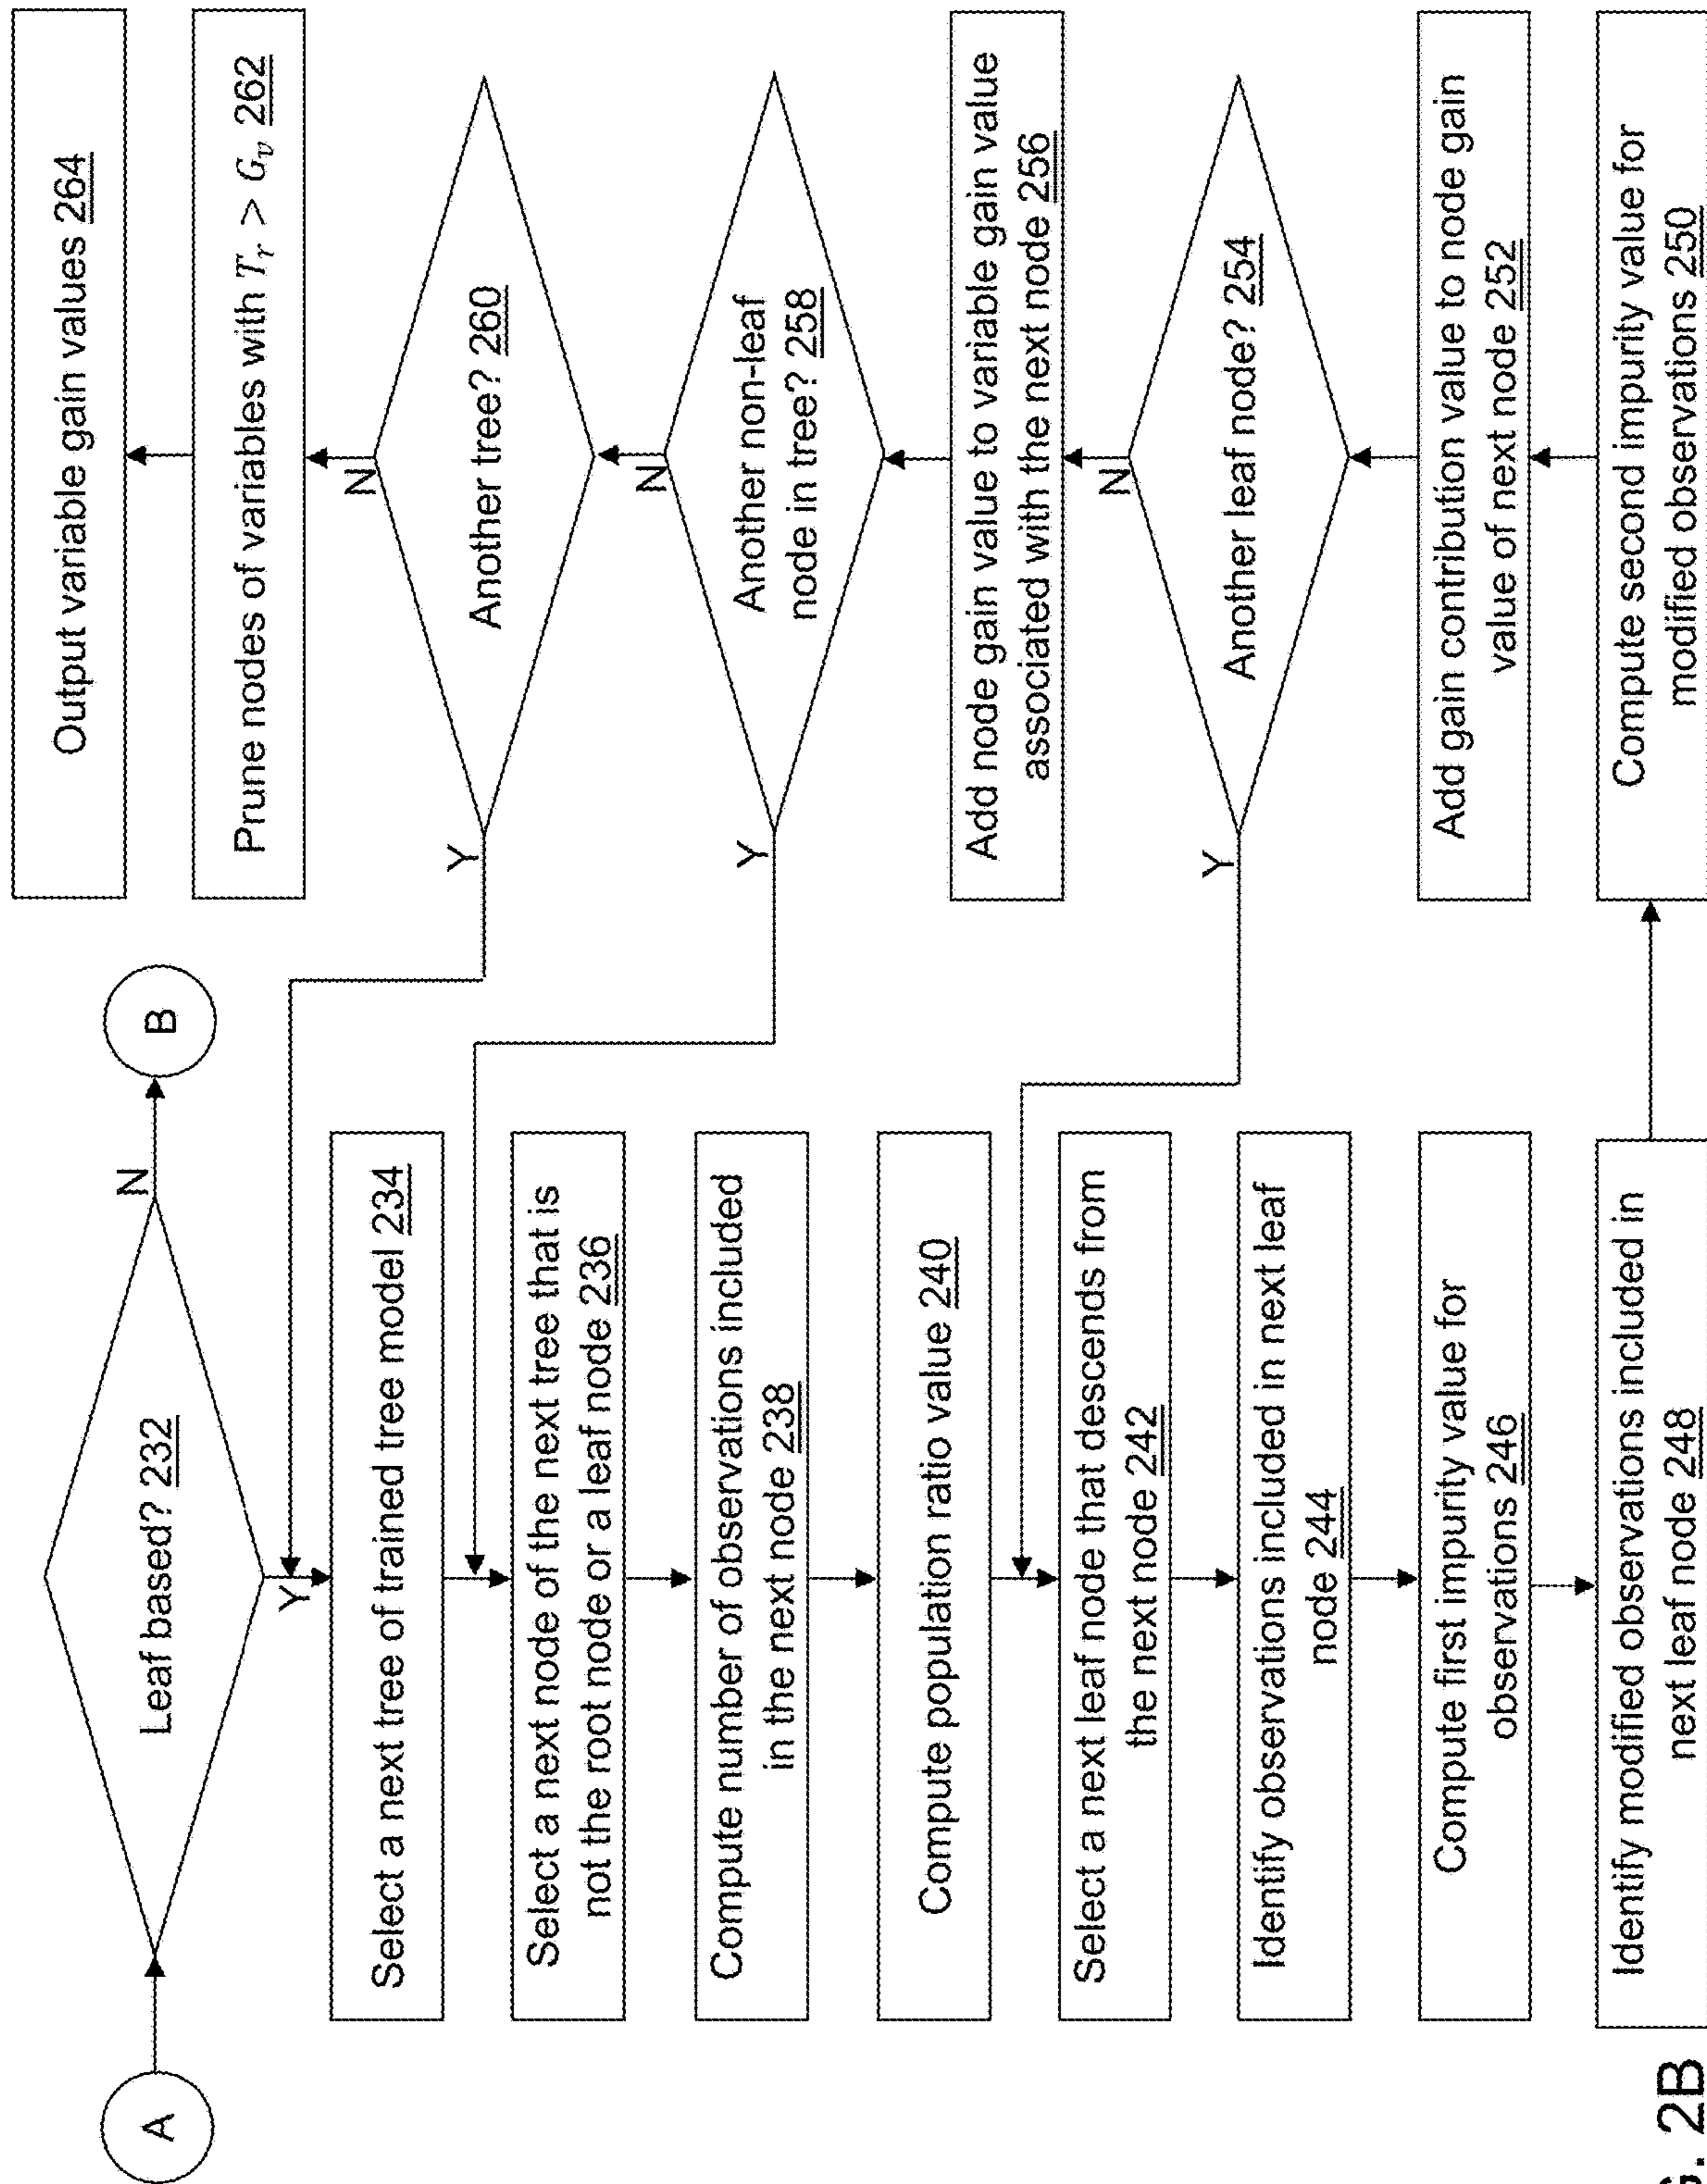 A
Leaf based? 232
N
B
Y
Select a next tree of trained tree model 234
Select a next node of the next tree that is
not the root node or a leaf node 236
Compute number of observations included
in the next node 238
Compute population ratio value 240
Select a next leaf node that descends from
the next node 242
Identify observations included in next leaf
node 244
Compute first impurity value for
observations 246
Identify modified observations included in
next leaf node 248
Output variable gain values 264
Prune nodes of variables with T_r > G_v 262
N
Another tree? 260
Y
N
Another non-leaf
node in tree? 258
Y
Add node gain value to variable gain value
associated with the next node 256
N
Another leaf node? 254
Y
Add gain contribution value to node gain
value of next node 252
Compute second impurity value for
modified observations 250
G. 2B